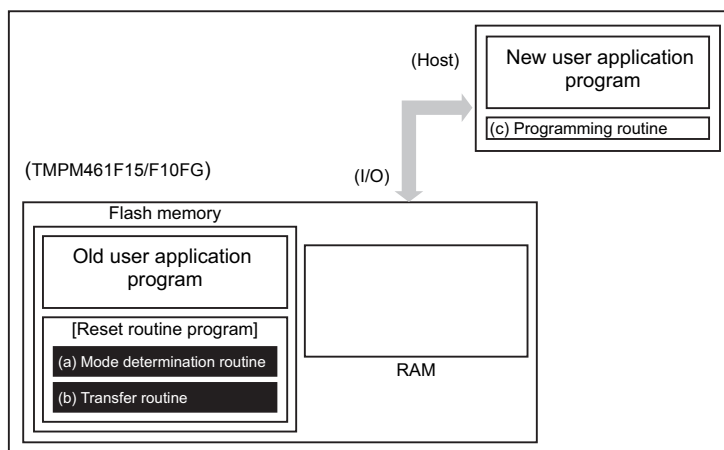 (Host)
New user application
program
(c) Programming routine
(TMPM461F15/F10FG)
(I/O)
Flash memory
Old user application
program
[Reset routine program]
(a) Mode determination routine
(b) Transfer routine
RAM